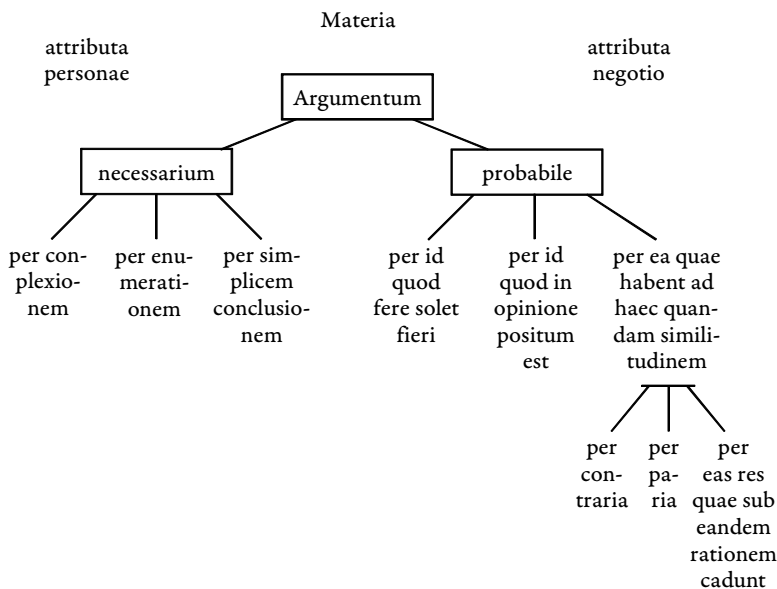 Materia
attributa
personae
attributa
negotio
Argumentum
necessarium
probabile
per con-
plexio-
nem
per enu-
merati-
onem
per sim-
plicem
conclusio-
nem
per id
quod
fere solet
fieri
per id
quod in
opinione
positum
est
per ea quae
habent ad
haec quan-
dam simili-
tudinem
per
con-
traria
per
pa-
ria
per
eas res
quae sub
eandem
rationem
cadunt